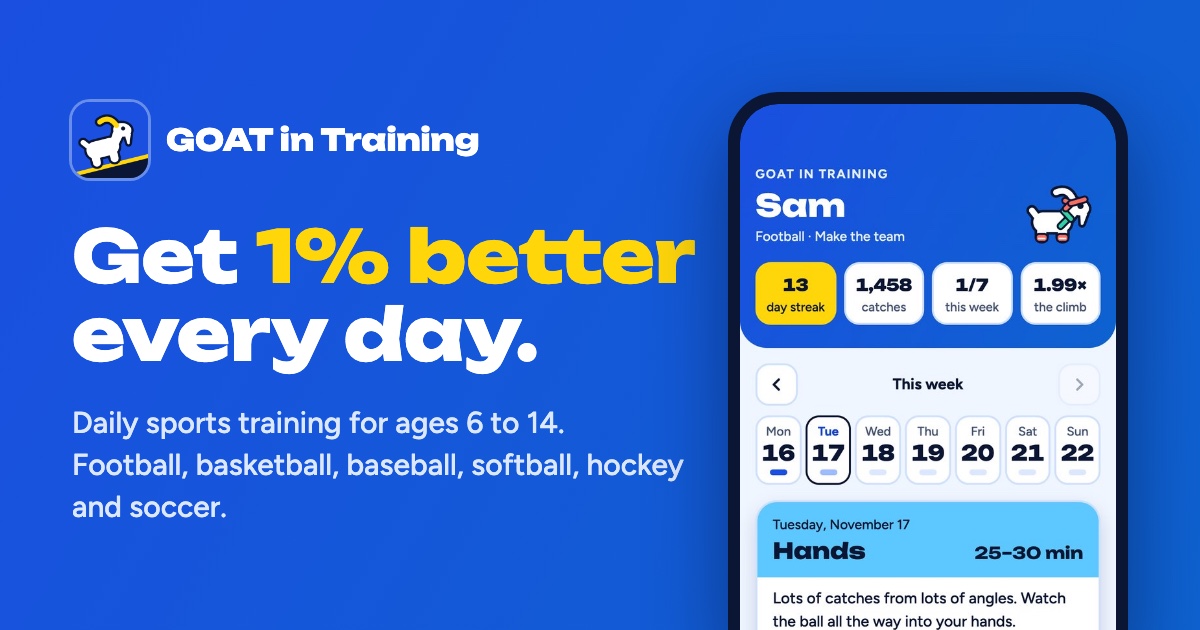 GOAT in Training
Get 1% better
every day.
Daily sports training for ages 6 to 14.
Football, basketball, baseball, softball, hockey
and soccer.
GOAT IN TRAINING
Sam
Football · Make the team
13
day streak
1,458
catches
1/7
this week
1.99×
the climb
This week
Mon
16
Tue
17
Wed
18
Thu
19
Fri
20
Sat
21
Sun
22
Tuesday, November 17
Hands
25–30 min
Lots of catches from lots of angles. Watch
the ball all the way into your hands.